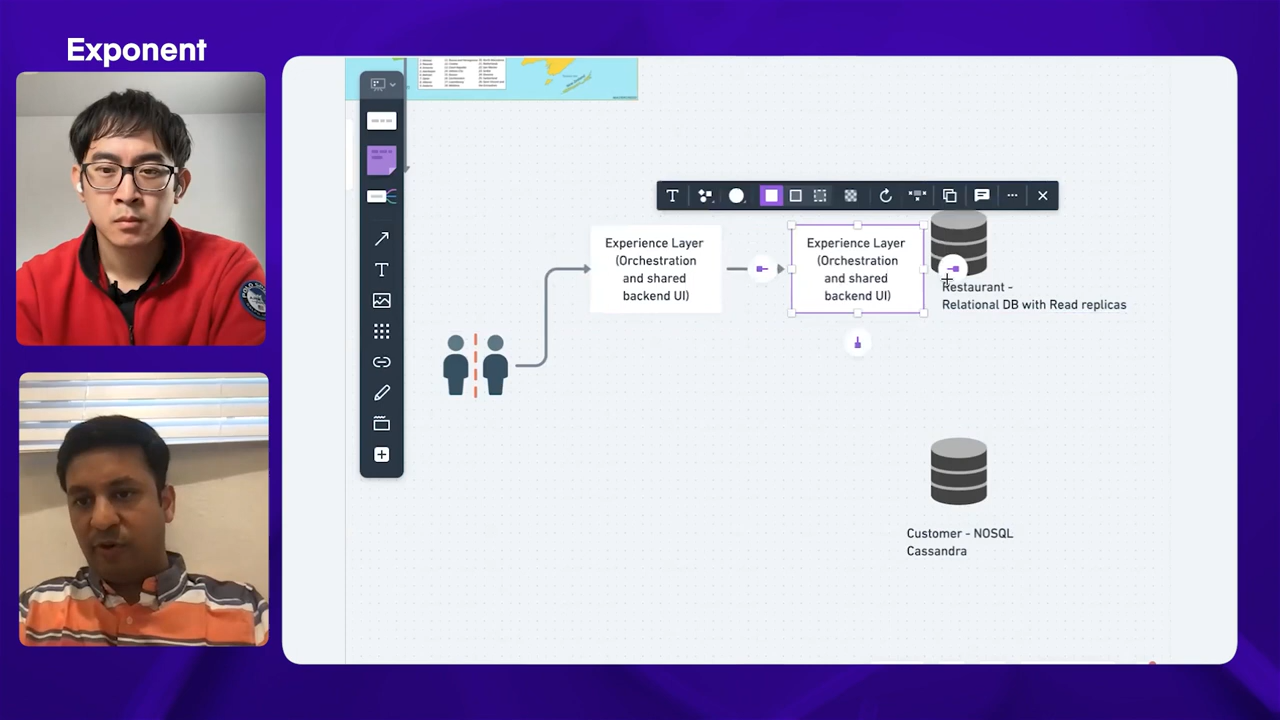 Exponent
T
T
Experience Layer
(Orchestration
and shared
backend UI)
Experience Layer
(Orchestration
and shared
backend UI)
Restaurant -
Relational DB with Read replicas
Customer - NOSQL
Cassandra